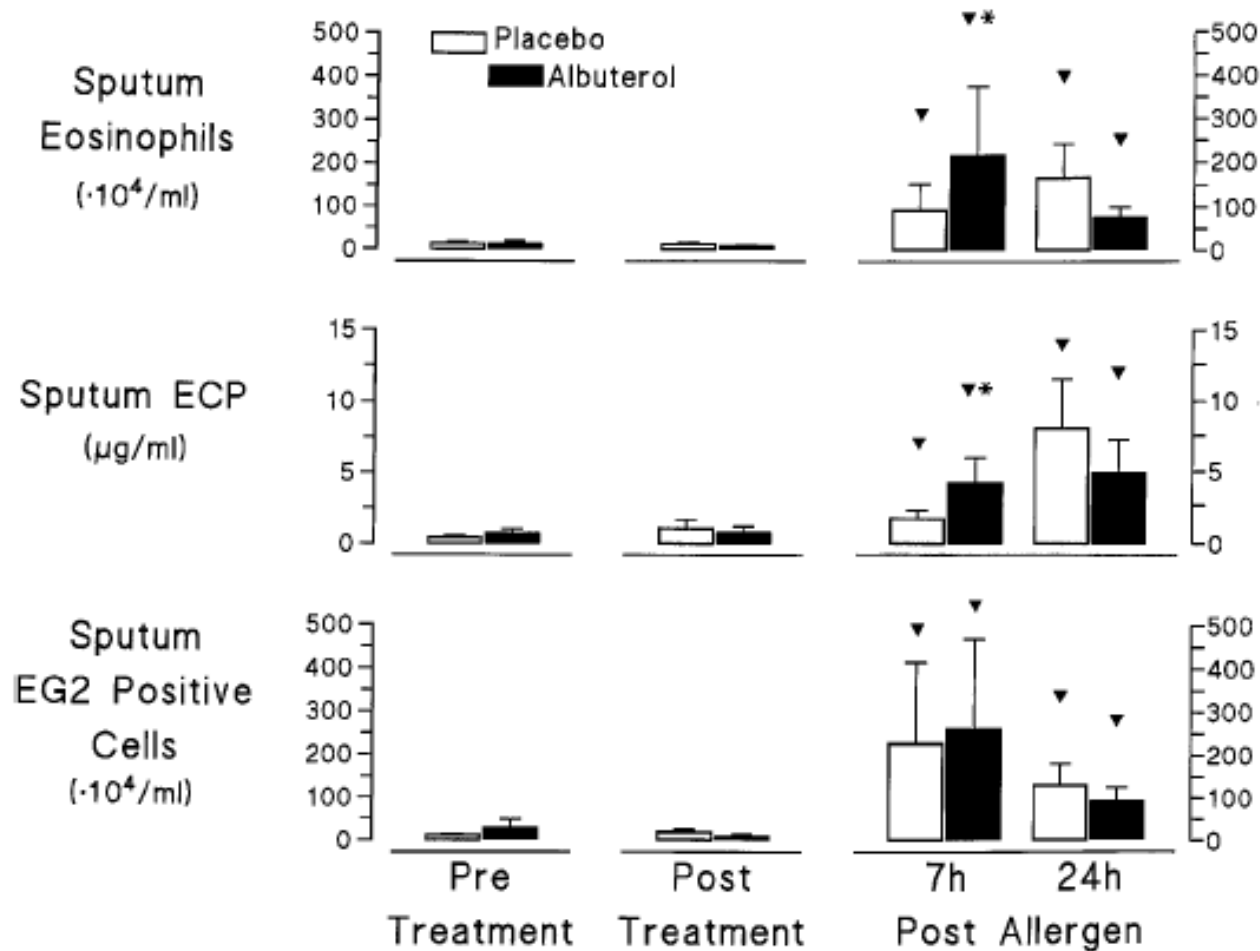 Placebo
Albuterol
Sputum
Eosinophils
(·10⁴/ml)
500
400
300
200
100
0
▼
▼*
▼
▼
500
400
300
200
100
0
Sputum ECP
(µg/ml)
15
10
5
0
▼
▼*
▼
▼
15
10
5
0
Sputum
EG2 Positive
Cells
(·10⁴/ml)
500
400
300
200
100
0
▼
▼
▼
▼
500
400
300
200
100
0
Pre
Treatment
Post
Treatment
7h 24h
Post Allergen